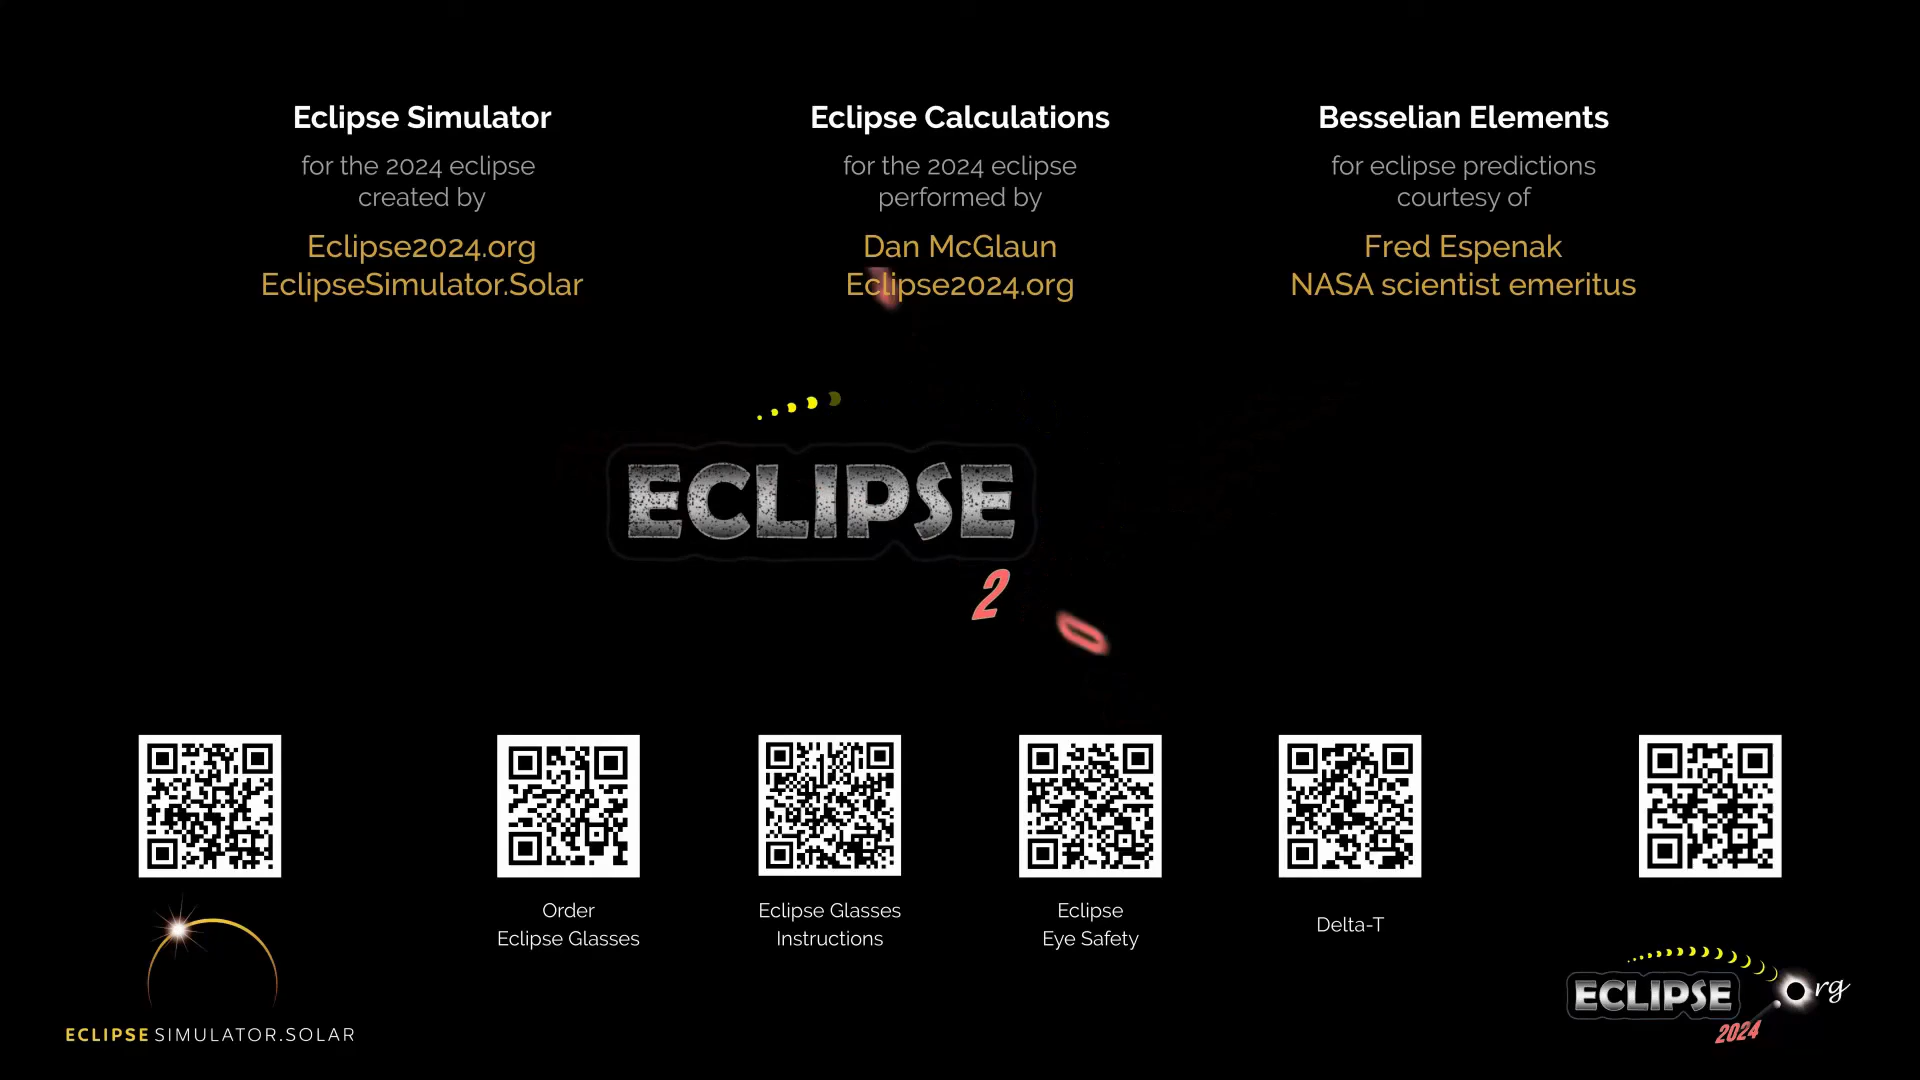 Eclipse Simulator
for the 2024 eclipse
created by
Eclipse2024.org
EclipseSimulator.Solar
Eclipse Calculations
for the 2024 eclipse
performed by
Dan McGlaun
Eclipse2024.org
Besselian Elements
for eclipse predictions
courtesy of
Fred Espenak
NASA scientist emeritus
ECLIPSE
2
0
Order
Eclipse Glasses
Eclipse Glasses
Instructions
Eclipse
Eye Safety
Delta-T
ECLIPSESIMULATOR.SOLAR
ECLIPSE Org
2024